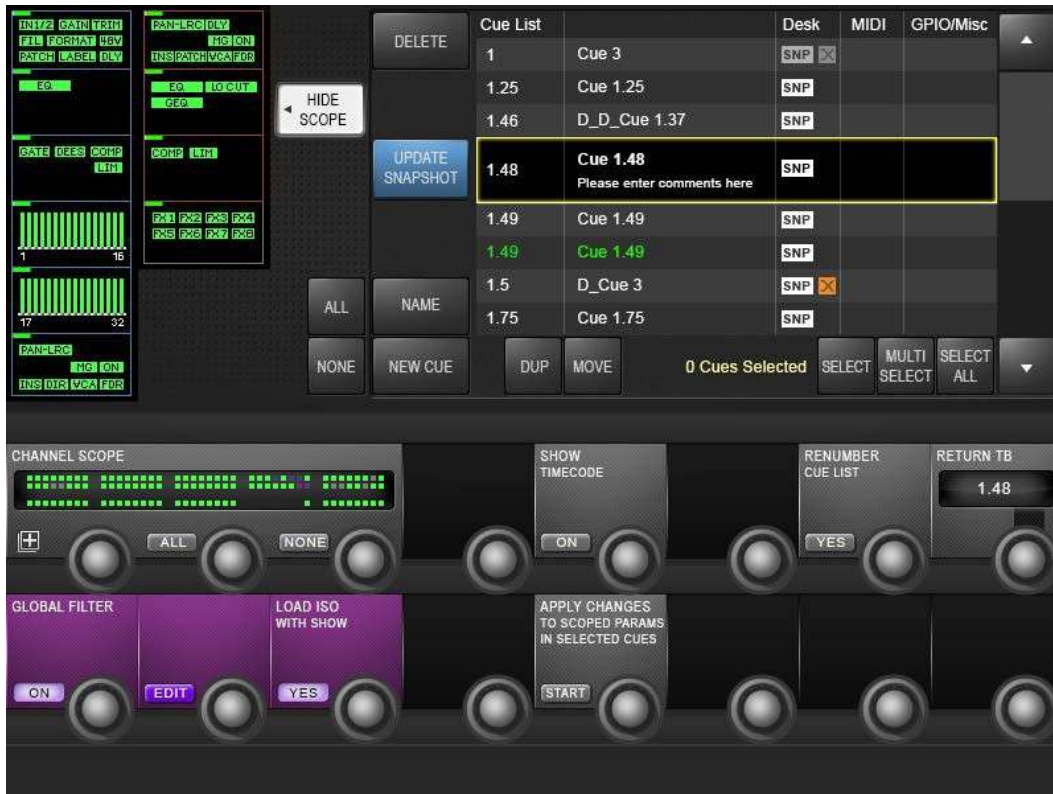 IN1/2 GAIN TRIM
FIL FORMAT 48V
PATCH LABEL DLY
EQ
GATE DEES COMP
LIM
1 16
17 32
PAN-LRC
MG ON
INS DIR VCA FDR
PAN-LRC DLY
MG ON
INS PATCH VCA FDR
EQ LO CUT
GEQ
COMP LIM
FX1 FX2 FX3 FX4
FX5 FX6 FX7 FX8
HIDE
SCOPE
ALL
NONE
DELETE
UPDATE
SNAPSHOT
NAME
NEW CUE
Cue List Desk MIDI GPIO/Misc
1 Cue 3 SNP
1.25 Cue 1.25 SNP
1.46 D_D_Cue 1.37 SNP
1.48 Cue 1.48 SNP
Please enter comments here
1.49 Cue 1.49 SNP
1.49 Cue 1.49 SNP
1.5 D_Cue 3 SNP
1.75 Cue 1.75 SNP
DUP
MOVE
0 Cues Selected
SELECT
MULTI
SELECT
SELECT
ALL
CHANNEL SCOPE
ALL
NONE
SHOW
TIMECODE
ON
RENUMBER
CUE LIST
YES
RETURN TB
1.48
GLOBAL FILTER
ON
EDIT
LOAD ISO
WITH SHOW
YES
APPLY CHANGES
TO SCOPED PARAMS
IN SELECTED CUES
START